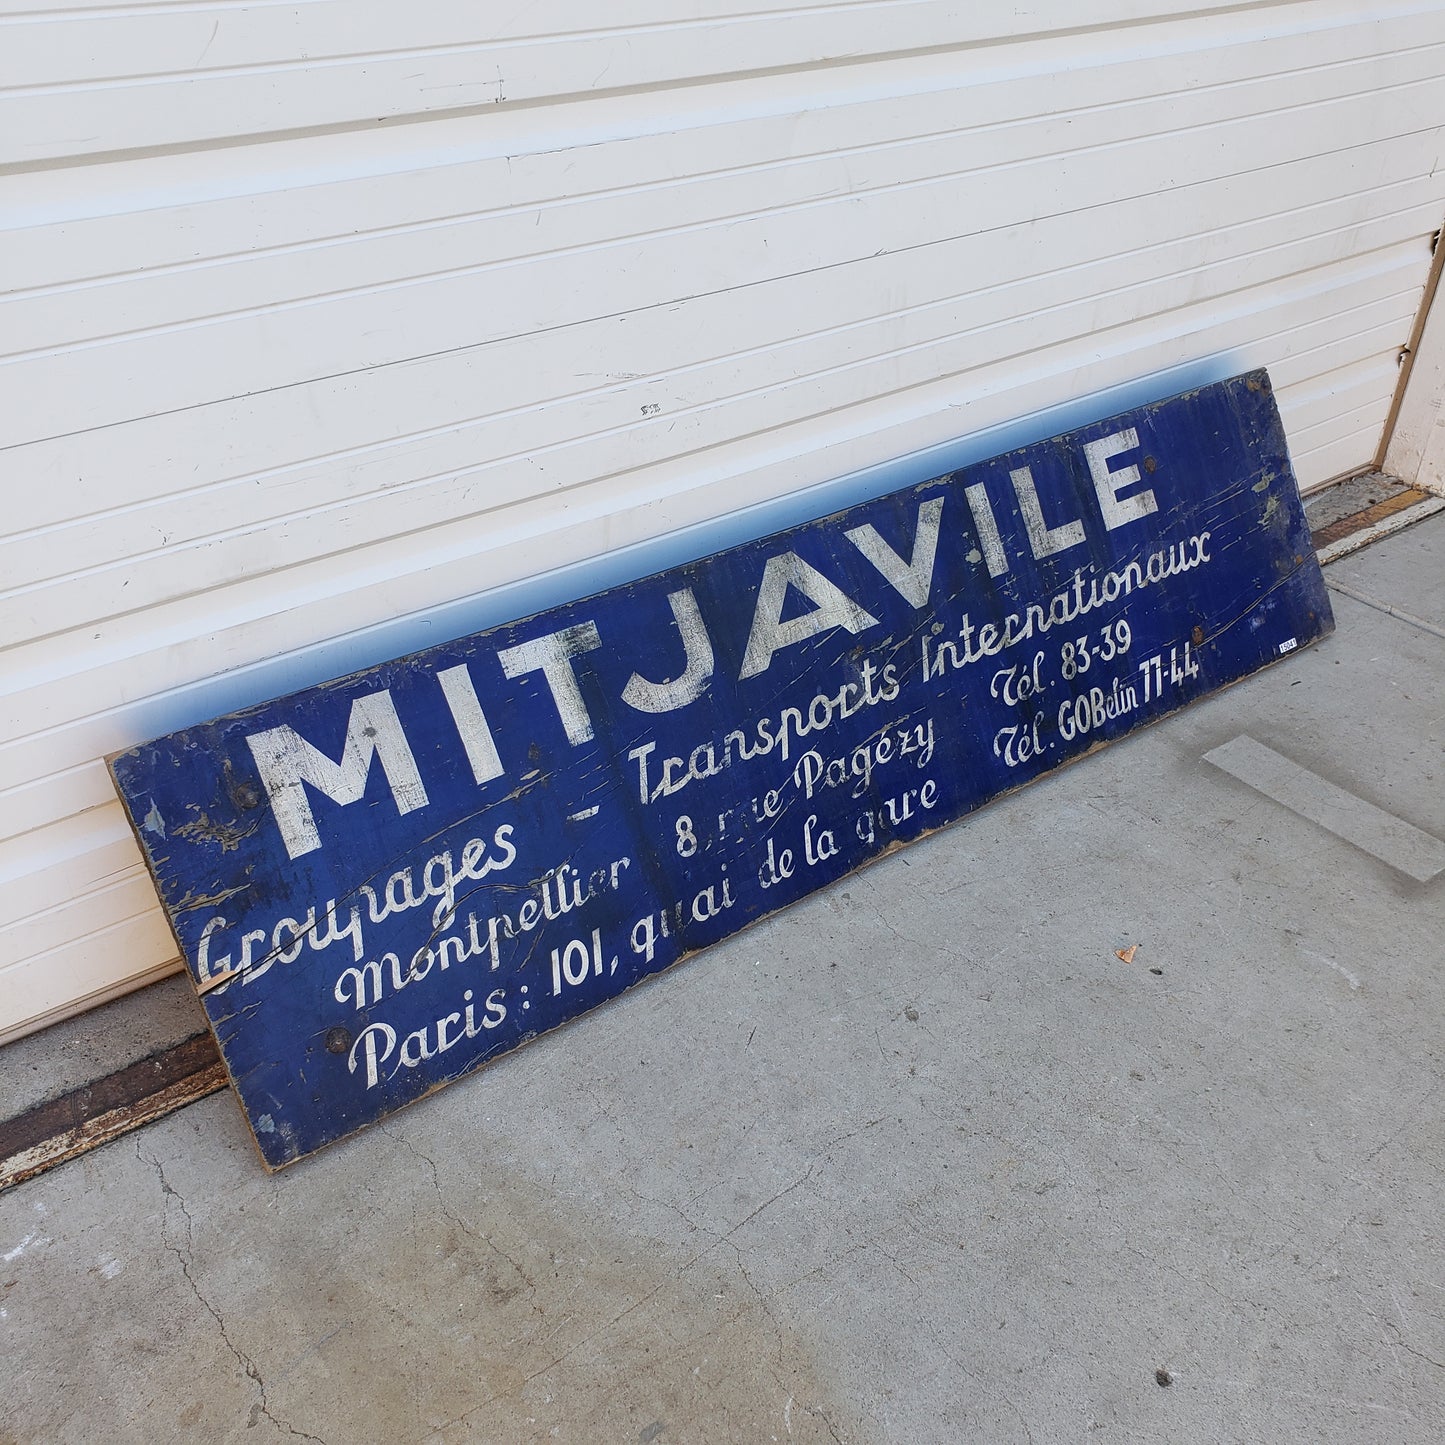 MITJAVILE
Groupages - Transports Internationaux
Montpellier 8, rue Pagézy Tél. 83-39
Paris: 101, quai de la gare Tél. GOBelin 77-44